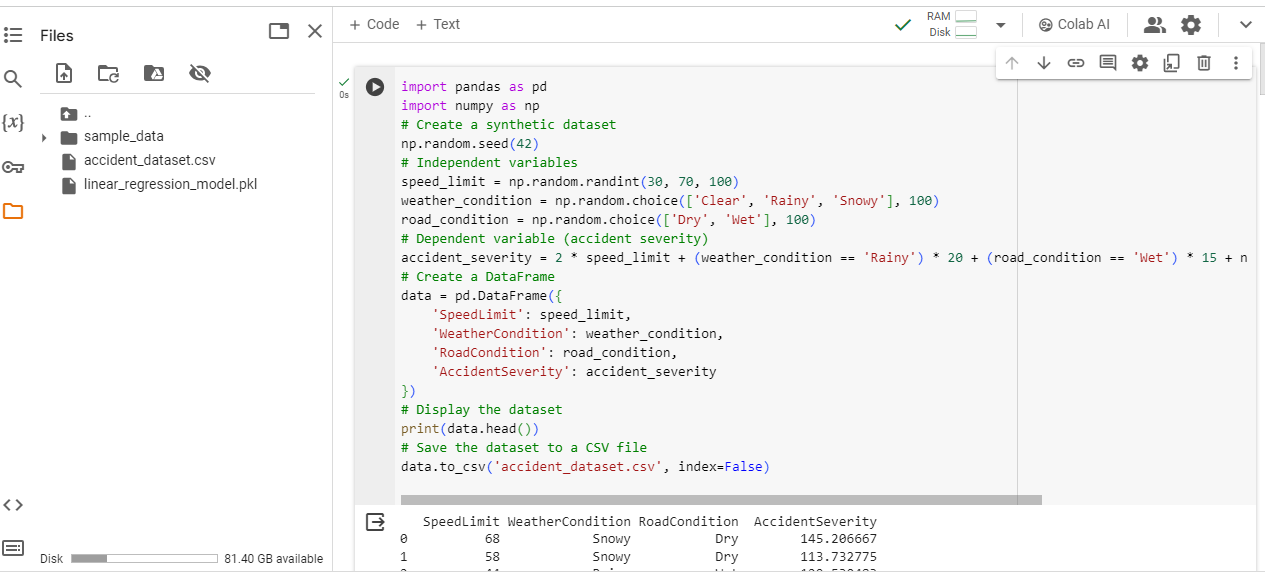 + Code + Text
RAM
Disk
Colab AI
Files
..
sample_data
accident_dataset.csv
linear_regression_model.pkl
{x}
Disk
81.40 GB available
0s
import pandas as pd
import numpy as np
# Create a synthetic dataset
np.random.seed(42)
# Independent variables
speed_limit = np.random.randint(30, 70, 100)
weather_condition = np.random.choice(['Clear', 'Rainy', 'Snowy'], 100)
road_condition = np.random.choice(['Dry', 'Wet'], 100)
# Dependent variable (accident severity)
accident_severity = 2 * speed_limit + (weather_condition == 'Rainy') * 20 + (road_condition == 'Wet') * 15 + n
# Create a DataFrame
data = pd.DataFrame({
    'SpeedLimit': speed_limit,
    'WeatherCondition': weather_condition,
    'RoadCondition': road_condition,
    'AccidentSeverity': accident_severity
})
# Display the dataset
print(data.head())
# Save the dataset to a CSV file
data.to_csv('accident_dataset.csv', index=False)
SpeedLimit WeatherCondition RoadCondition AccidentSeverity
0 68 Snowy Dry 145.206667
1 58 Snowy Dry 113.732775